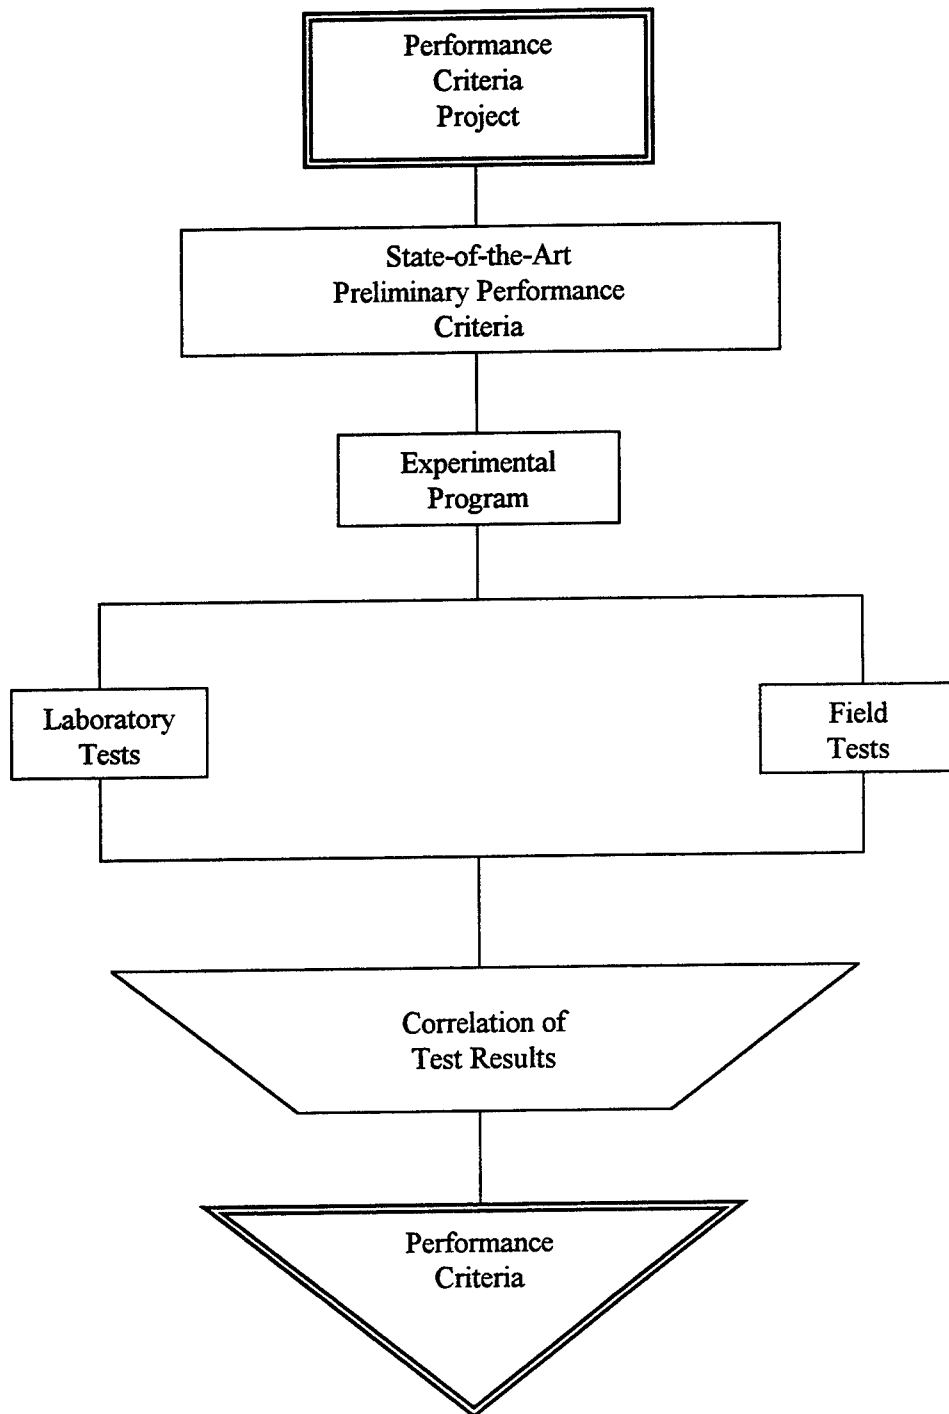 Performance
Criteria
Project
State-of-the-Art
Preliminary Performance
Criteria
Experimental
Program
Laboratory
Tests
Field
Tests
Correlation of
Test Results
Performance
Criteria